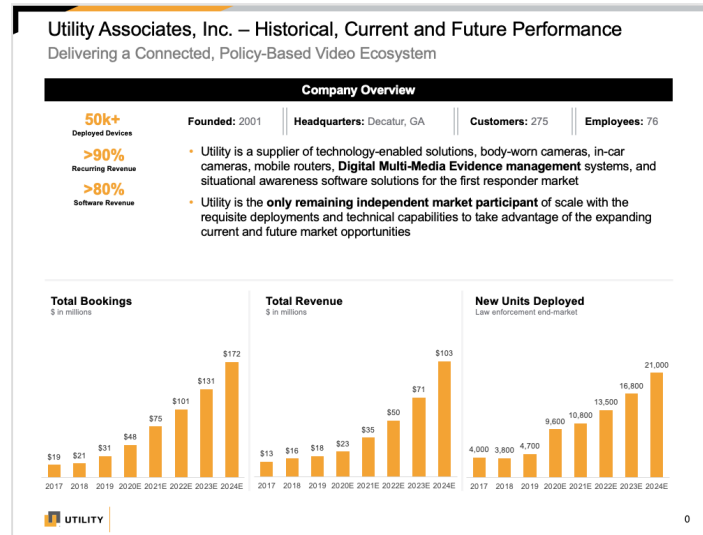 Utility Associates, Inc. – Historical, Current and Future Performance
Delivering a Connected, Policy-Based Video Ecosystem
Company Overview
50k+
Deployed Devices
>90%
Recurring Revenue
>80%
Software Revenue
Founded: 2001
Headquarters: Decatur, GA
Customers: 275
Employees: 76
• Utility is a supplier of technology-enabled solutions, body-worn cameras, in-car
cameras, mobile routers, Digital Multi-Media Evidence management systems, and
situational awareness software solutions for the first responder market
• Utility is the only remaining independent market participant of scale with the
requisite deployments and technical capabilities to take advantage of the expanding
current and future market opportunities
Total Bookings
$ in millions
$19 $21 $31 $48 $75 $101 $131 $172
2017 2018 2019 2020E 2021E 2022E 2023E 2024E
Total Revenue
$ in millions
$13 $16 $18 $23 $35 $50 $71 $103
2017 2018 2019 2020E 2021E 2022E 2023E 2024E
New Units Deployed
Law enforcement end-market
4,000 3,800 4,700 9,600 10,800 13,500 16,800 21,000
2017 2018 2019 2020E 2021E 2022E 2023E 2024E
UTILITY
0